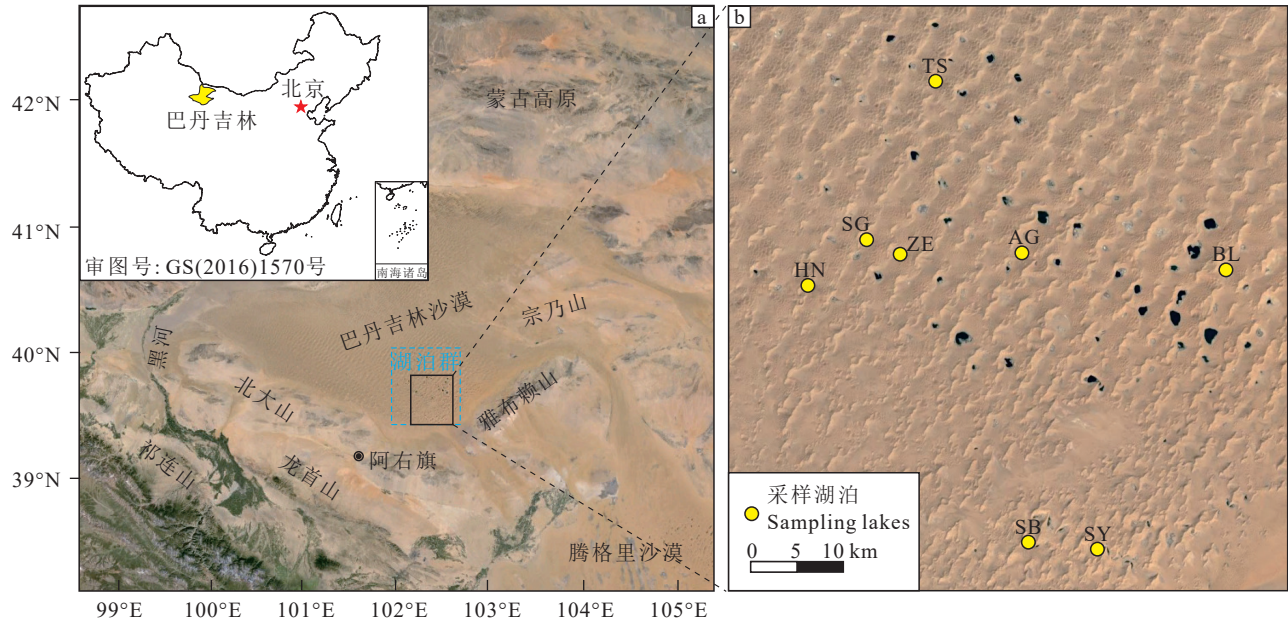 a
北京
巴丹吉林
审图号: GS(2016)1570号
南海诸岛
42°N
41°N
40°N
39°N
蒙古高原
巴丹吉林沙漠
宗乃山
黑河
湖泊群
北大山
雅布赖山
祁连山
龙首山
阿右旗
腾格里沙漠
99°E 100°E 101°E 102°E 103°E 104°E 105°E
b
TS
SG
ZE
AG
BL
HN
SB
SY
采样湖泊
Sampling lakes
0 5 10 km